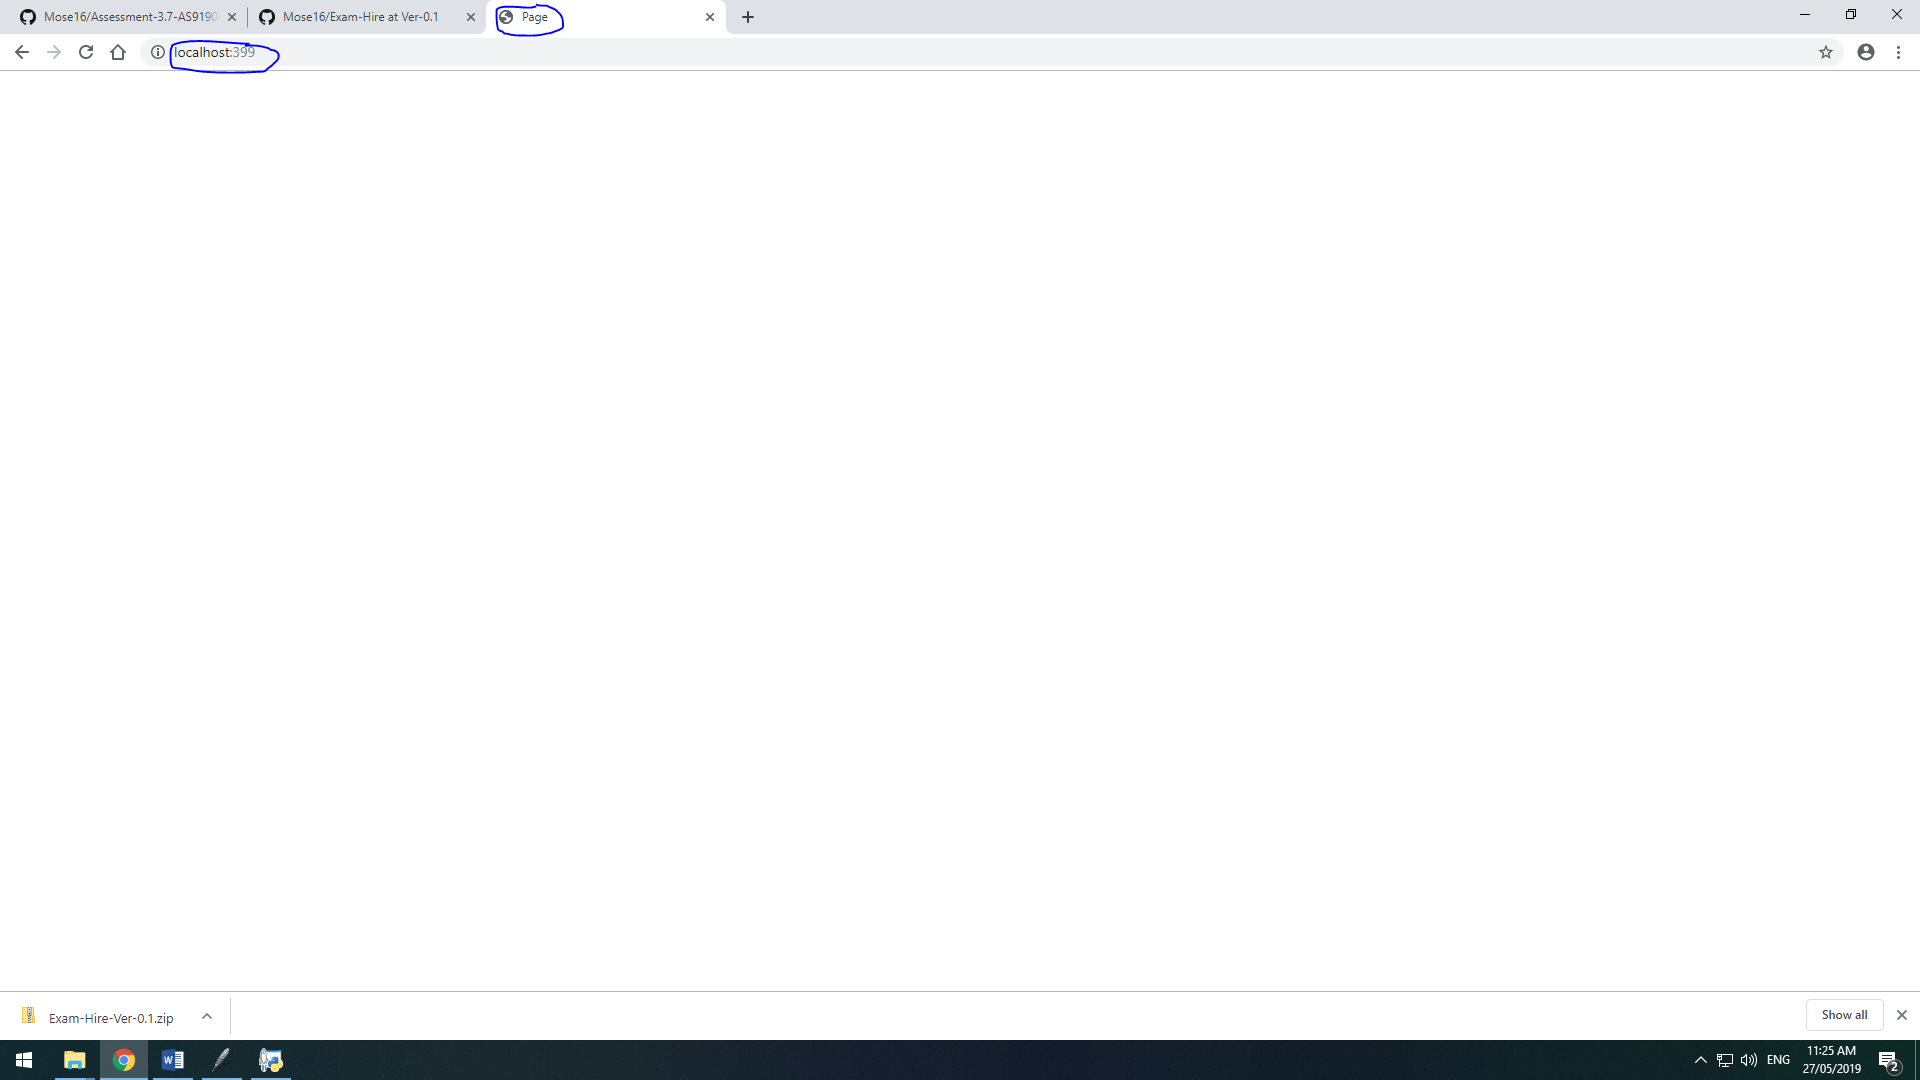 Mose16/Assessment-3.7-AS9190
Mose16/Exam-Hire at Ver-0.1
Page
localhost:399
Exam-Hire-Ver-0.1.zip
Show all
ENG
11:25 AM
27/05/2019
2